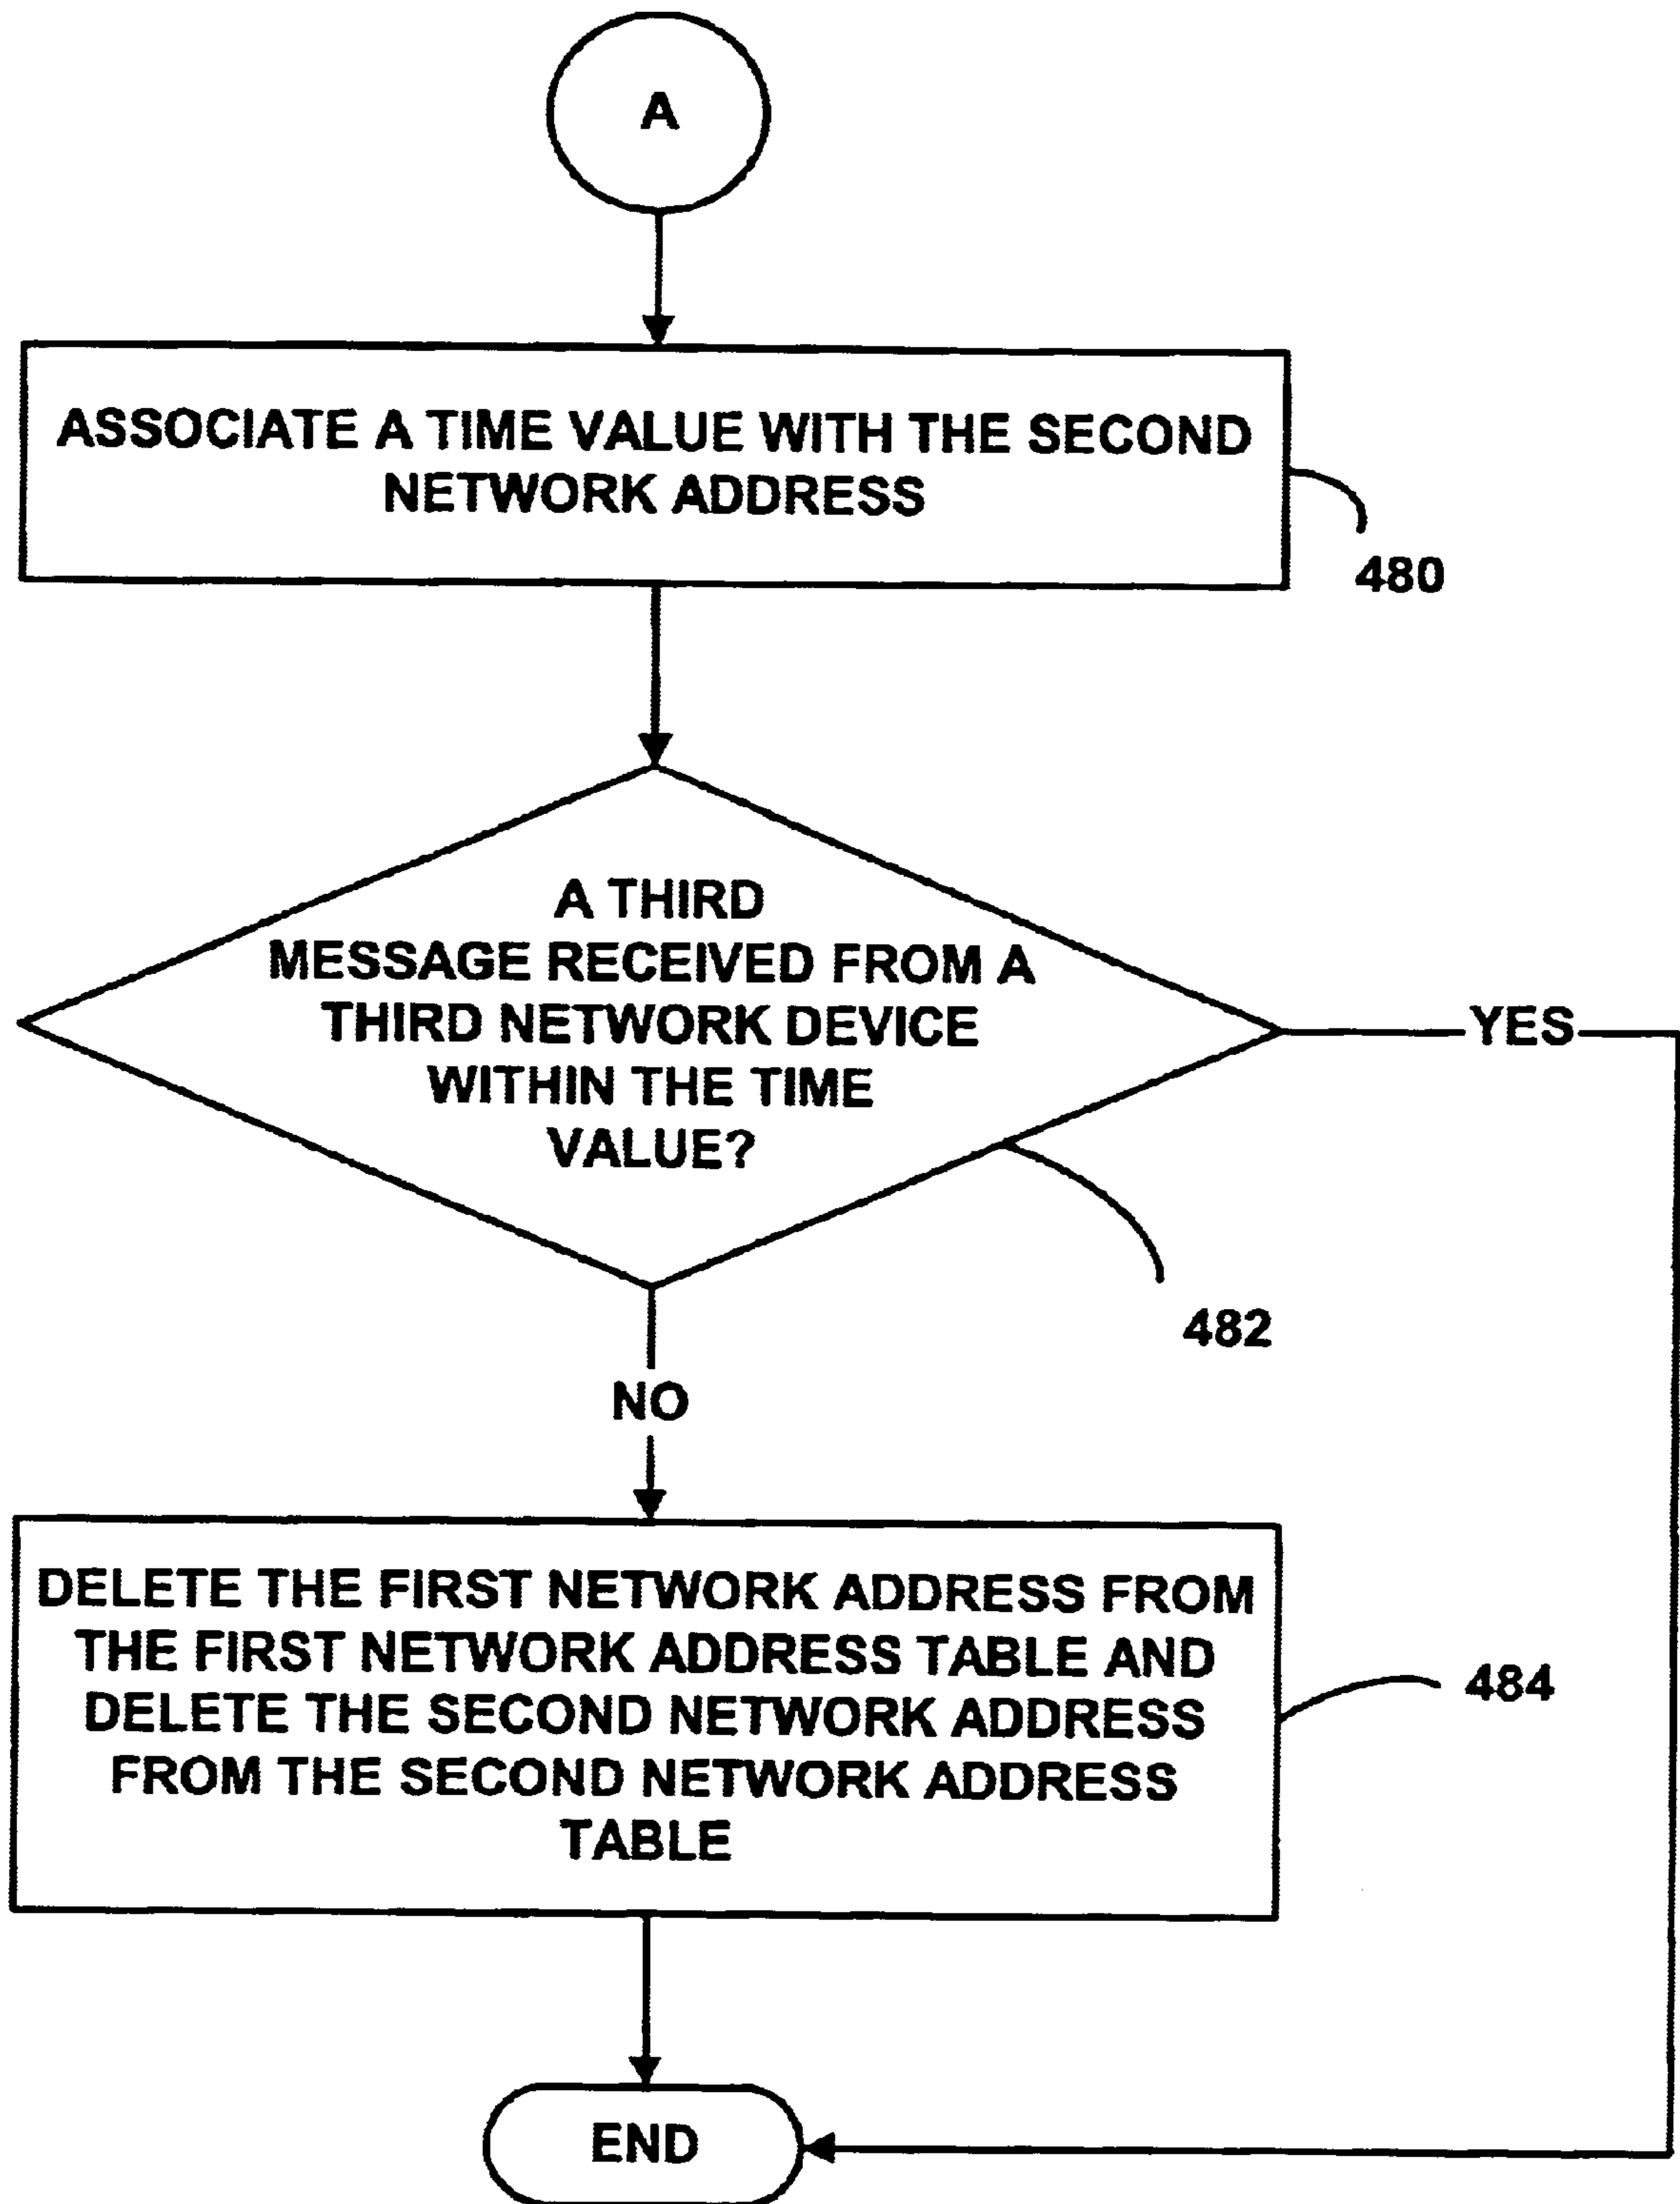 A
ASSOCIATE A TIME VALUE WITH THE SECOND
NETWORK ADDRESS
480
A THIRD
MESSAGE RECEIVED FROM A
THIRD NETWORK DEVICE
WITHIN THE TIME
VALUE?
YES
482
NO
DELETE THE FIRST NETWORK ADDRESS FROM
THE FIRST NETWORK ADDRESS TABLE AND
DELETE THE SECOND NETWORK ADDRESS
FROM THE SECOND NETWORK ADDRESS
TABLE
484
END